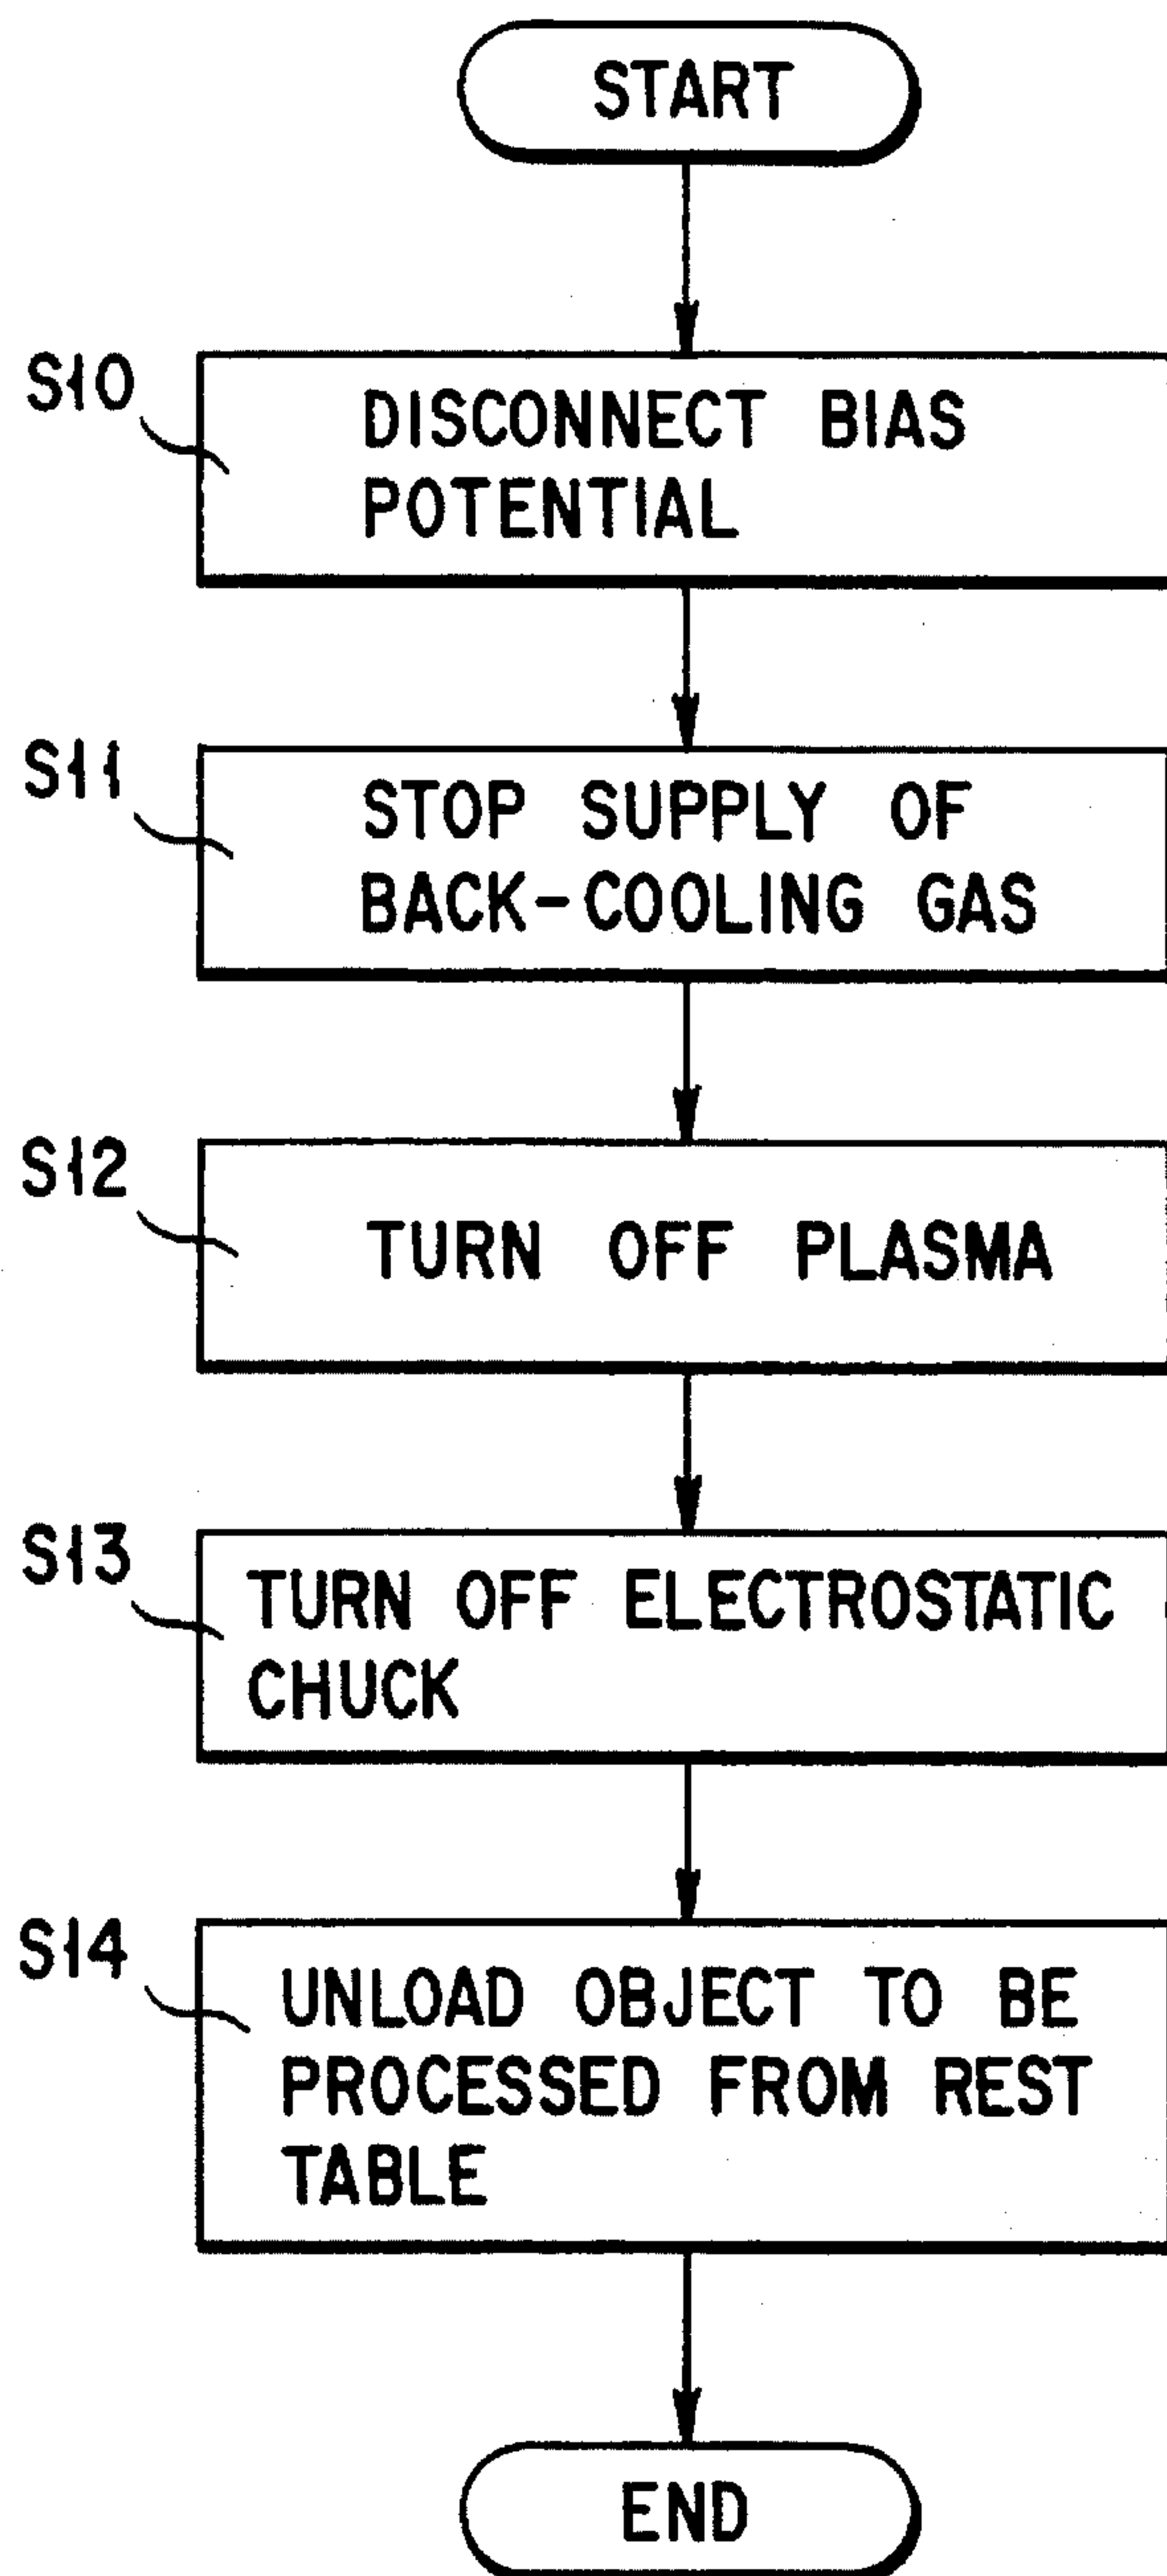 START
S10
DISCONNECT BIAS
POTENTIAL
S11
STOP SUPPLY OF
BACK-COOLING GAS
S12
TURN OFF PLASMA
S13
TURN OFF ELECTROSTATIC
CHUCK
S14
UNLOAD OBJECT TO BE
PROCESSED FROM REST
TABLE
END